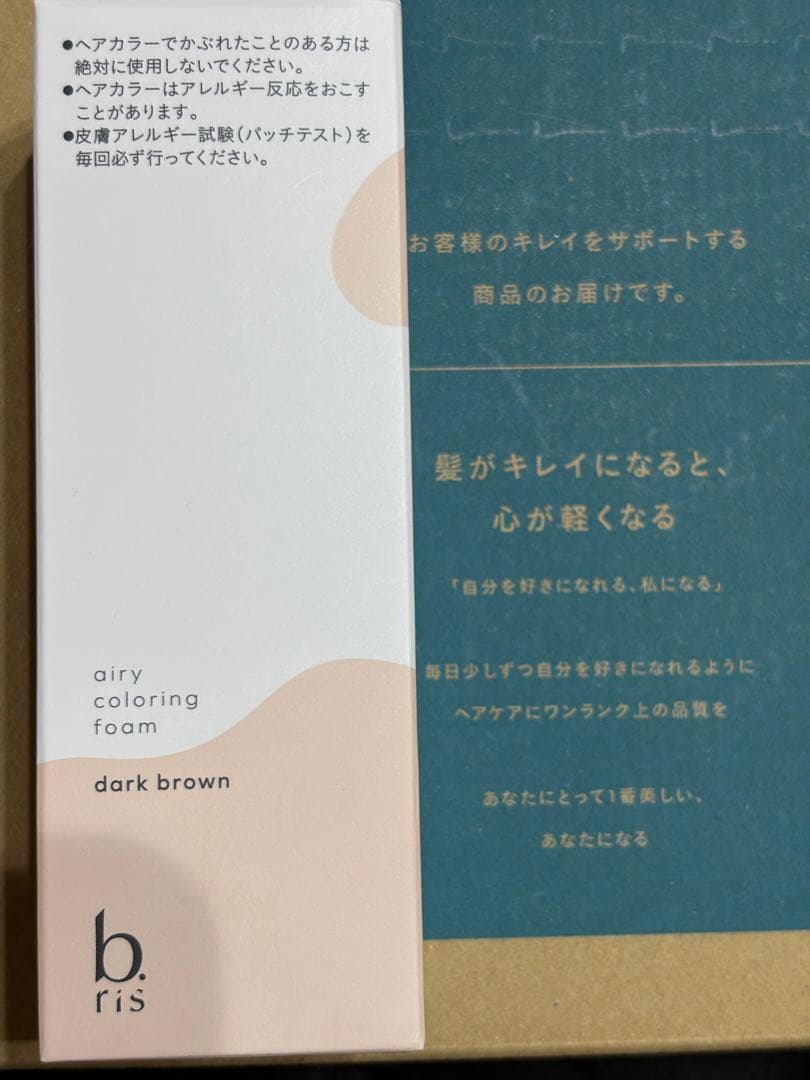 ●ヘアカラーでかぶれたことのある方は
絶対に使用しないでください。
●ヘアカラーはアレルギー反応をおこす
ことがあります。
●皮膚アレルギー試験(パッチテスト)を
毎回必ず行ってください。
airy
coloring
foam
dark brown
b.
ris
お客様のキレイをサポートする
商品のお届けです。
髪がキレイになると、
心が軽くなる
「自分を好きになれる、私になる」
毎日少しずつ自分を好きになれるように
ヘアケアにワンランク上の品質を
あなたにとって1番美しい、
あなたになる